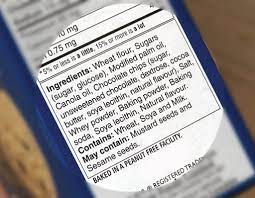 0 mg
0.75 mg
5% or less is a little, 15% or more is a lot
Ingredients: Wheat flour, Sugars
(sugar, glucose), Modified palm oil,
Canola oil, Chocolate chips (sugar,
unsweetened chocolate, dextrose, cocoa
butter, soya lecithin, natural flavour), Salt,
Whey powder, Baking powder, Baking
soda, Soya lecithin, Natural flavour.
Contains: Wheat, Soya and Milk.
May contain: Mustard seeds and
Sesame seeds.
BAKED IN A PEANUT FREE FACILITY.
® REGISTERED TRADE